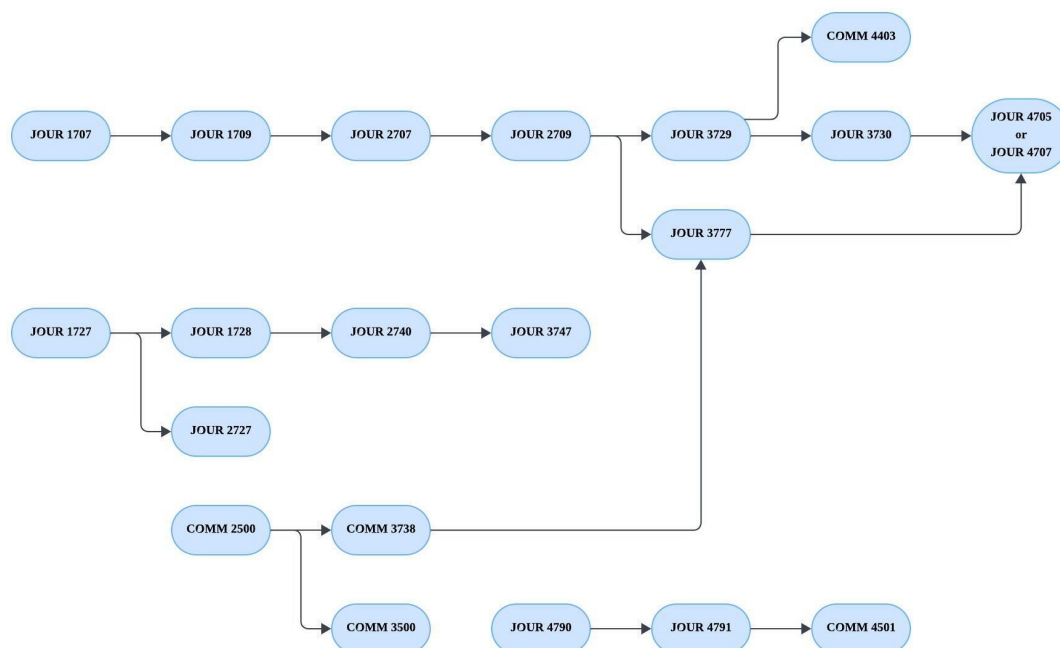 COMM 4403
JOUR 1707
JOUR 1709
JOUR 2707
JOUR 2709
JOUR 3729
JOUR 3730
JOUR 4705
or
JOUR 4707
JOUR 3777
JOUR 1727
JOUR 1728
JOUR 2740
JOUR 3747
JOUR 2727
COMM 2500
COMM 3738
COMM 3500
JOUR 4790
JOUR 4791
COMM 4501